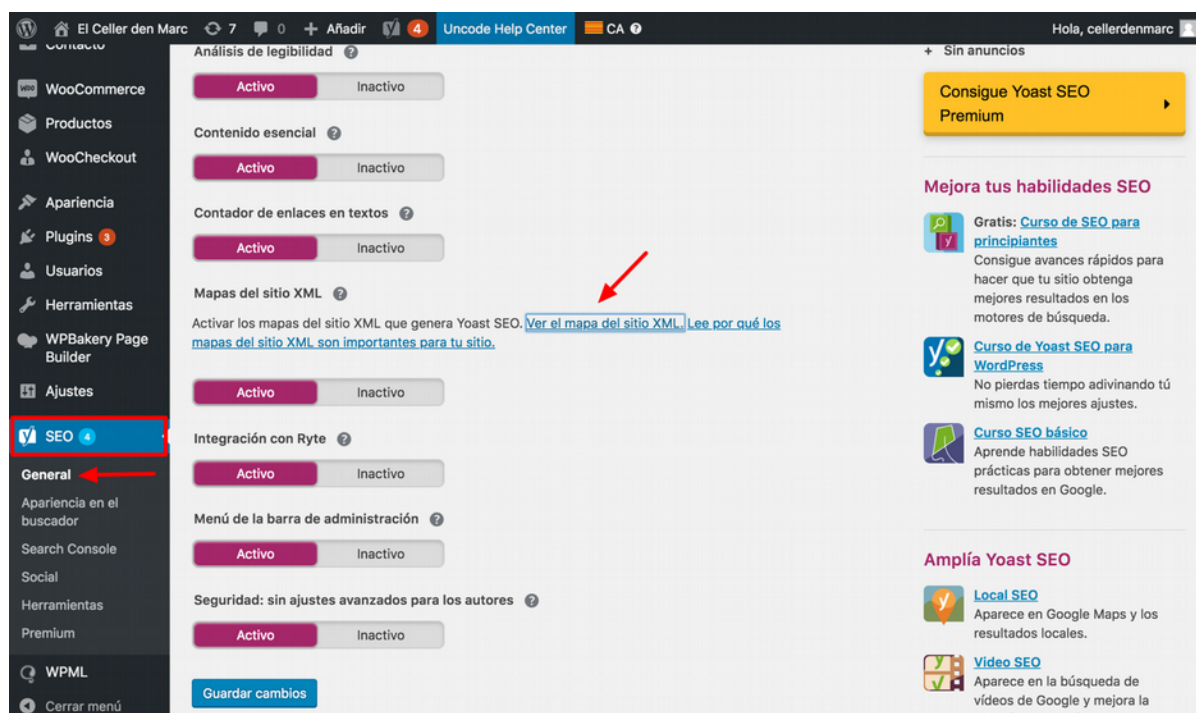 El Celler den Marc 7 0 Añadir 4 Uncode Help Center CA Hola, cellerdenmarc
Contacto
WooCommerce
Productos
WooCheckout
Apariencia
Plugins 3
Usuarios
Herramientas
WPBakery Page
Builder
Ajustes
SEO 4
General
Apariencia en el
buscador
Search Console
Social
Herramientas
Premium
WPML
Cerrar menú
Análisis de legibilidad
Activo Inactivo
Contenido esencial
Activo Inactivo
Contador de enlaces en textos
Activo Inactivo
Mapas del sitio XML
Activar los mapas del sitio XML que genera Yoast SEO. Ver el mapa del sitio XML. Lee por qué los
mapas del sitio XML son importantes para tu sitio.
Activo Inactivo
Integración con Ryte
Activo Inactivo
Menú de la barra de administración
Activo Inactivo
Seguridad: sin ajustes avanzados para los autores
Activo Inactivo
Guardar cambios
+ Sin anuncios
Consigue Yoast SEO
Premium
Mejora tus habilidades SEO
Gratis: Curso de SEO para
principiantes
Consigue avances rápidos para
hacer que tu sitio obtenga
mejores resultados en los
motores de búsqueda.
Curso de Yoast SEO para
WordPress
No pierdas tiempo adivinando tú
mismo los mejores ajustes.
Curso SEO básico
Aprende habilidades SEO
prácticas para obtener mejores
resultados en Google.
Amplía Yoast SEO
Local SEO
Aparece en Google Maps y los
resultados locales.
Video SEO
Aparece en la búsqueda de
vídeos de Google y mejora la